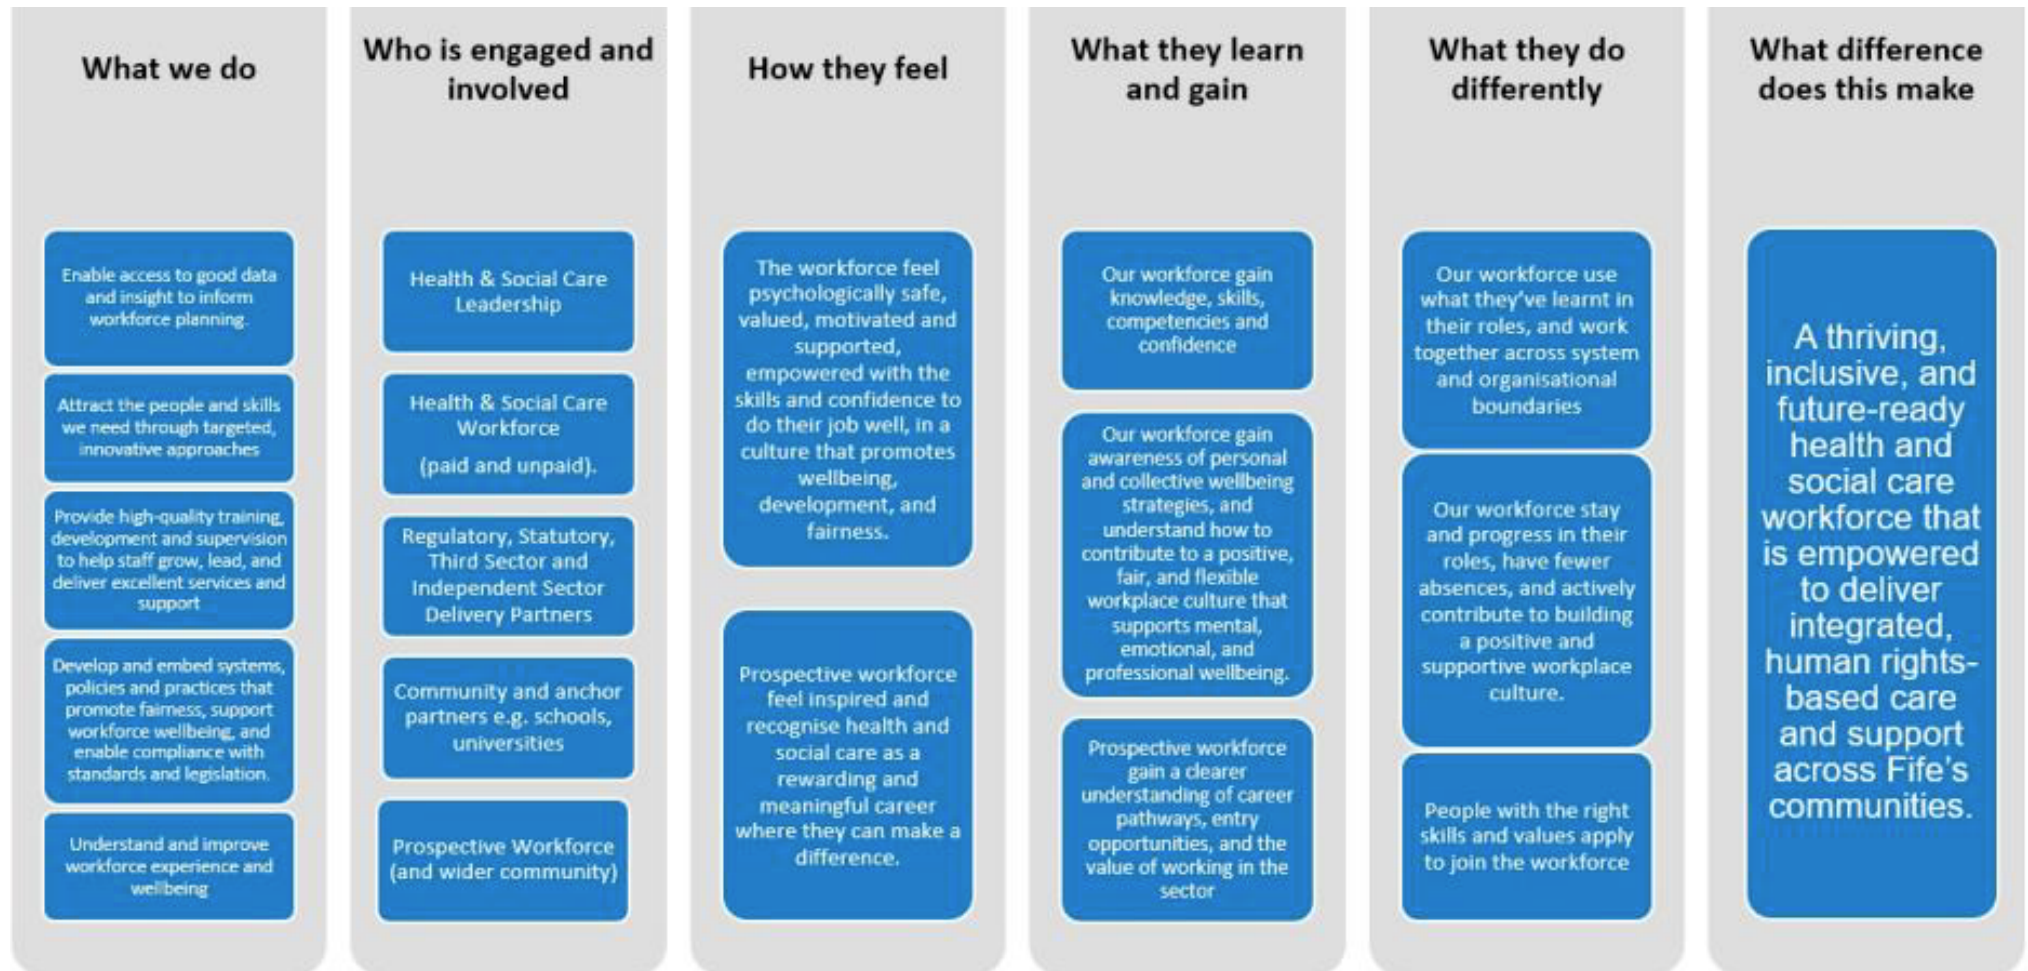 What we do
Enable access to good data
and insight to inform
workforce planning.
Attract the people and skills
we need through targeted,
innovative approaches
Provide high-quality training,
development and supervision
to help staff grow, lead, and
deliver excellent services and
support
Develop and embed systems,
policies and practices that
promote fairness, support
workforce wellbeing, and
enable compliance with
standards and legislation.
Understand and improve
workforce experience and
wellbeing
Who is engaged and
involved
Health & Social Care
Leadership
Health & Social Care
Workforce
(paid and unpaid).
Regulatory, Statutory,
Third Sector and
Independent Sector
Delivery Partners
Community and anchor
partners e.g. schools,
universities
Prospective Workforce
(and wider community)
How they feel
The workforce feel
psychologically safe,
valued, motivated and
supported,
empowered with the
skills and confidence to
do their job well, in a
culture that promotes
wellbeing,
development, and
fairness.
Prospective workforce
feel inspired and
recognise health and
social care as a
rewarding and
meaningful career
where they can make a
difference.
What they learn
and gain
Our workforce gain
knowledge, skills,
competencies and
confidence
Our workforce gain
awareness of personal
and collective wellbeing
strategies, and
understand how to
contribute to a positive,
fair, and flexible
workplace culture that
supports mental,
emotional, and
professional wellbeing.
Prospective workforce
gain a clearer
understanding of career
pathways, entry
opportunities, and the
value of working in the
sector
What they do
differently
Our workforce use
what they've learnt in
their roles, and work
together across system
and organisational
boundaries
Our workforce stay
and progress in their
roles, have fewer
absences, and actively
contribute to building
a positive and
supportive workplace
culture.
People with the right
skills and values apply
to join the workforce
What difference
does this make
A thriving,
inclusive, and
future-ready
health and
social care
workforce that
is empowered
to deliver
integrated,
human rights-
based care
and support
across Fife's
communities.